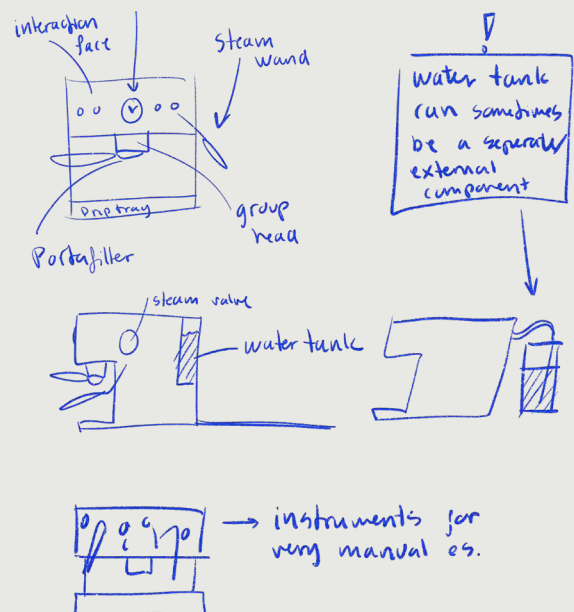 interaction
face
steam
wand
Drip tray
group
head
Portafilter
!
water tank
can sometimes
be a seperate/
external
component
steam valve
water tank
instruments for
very manual es.